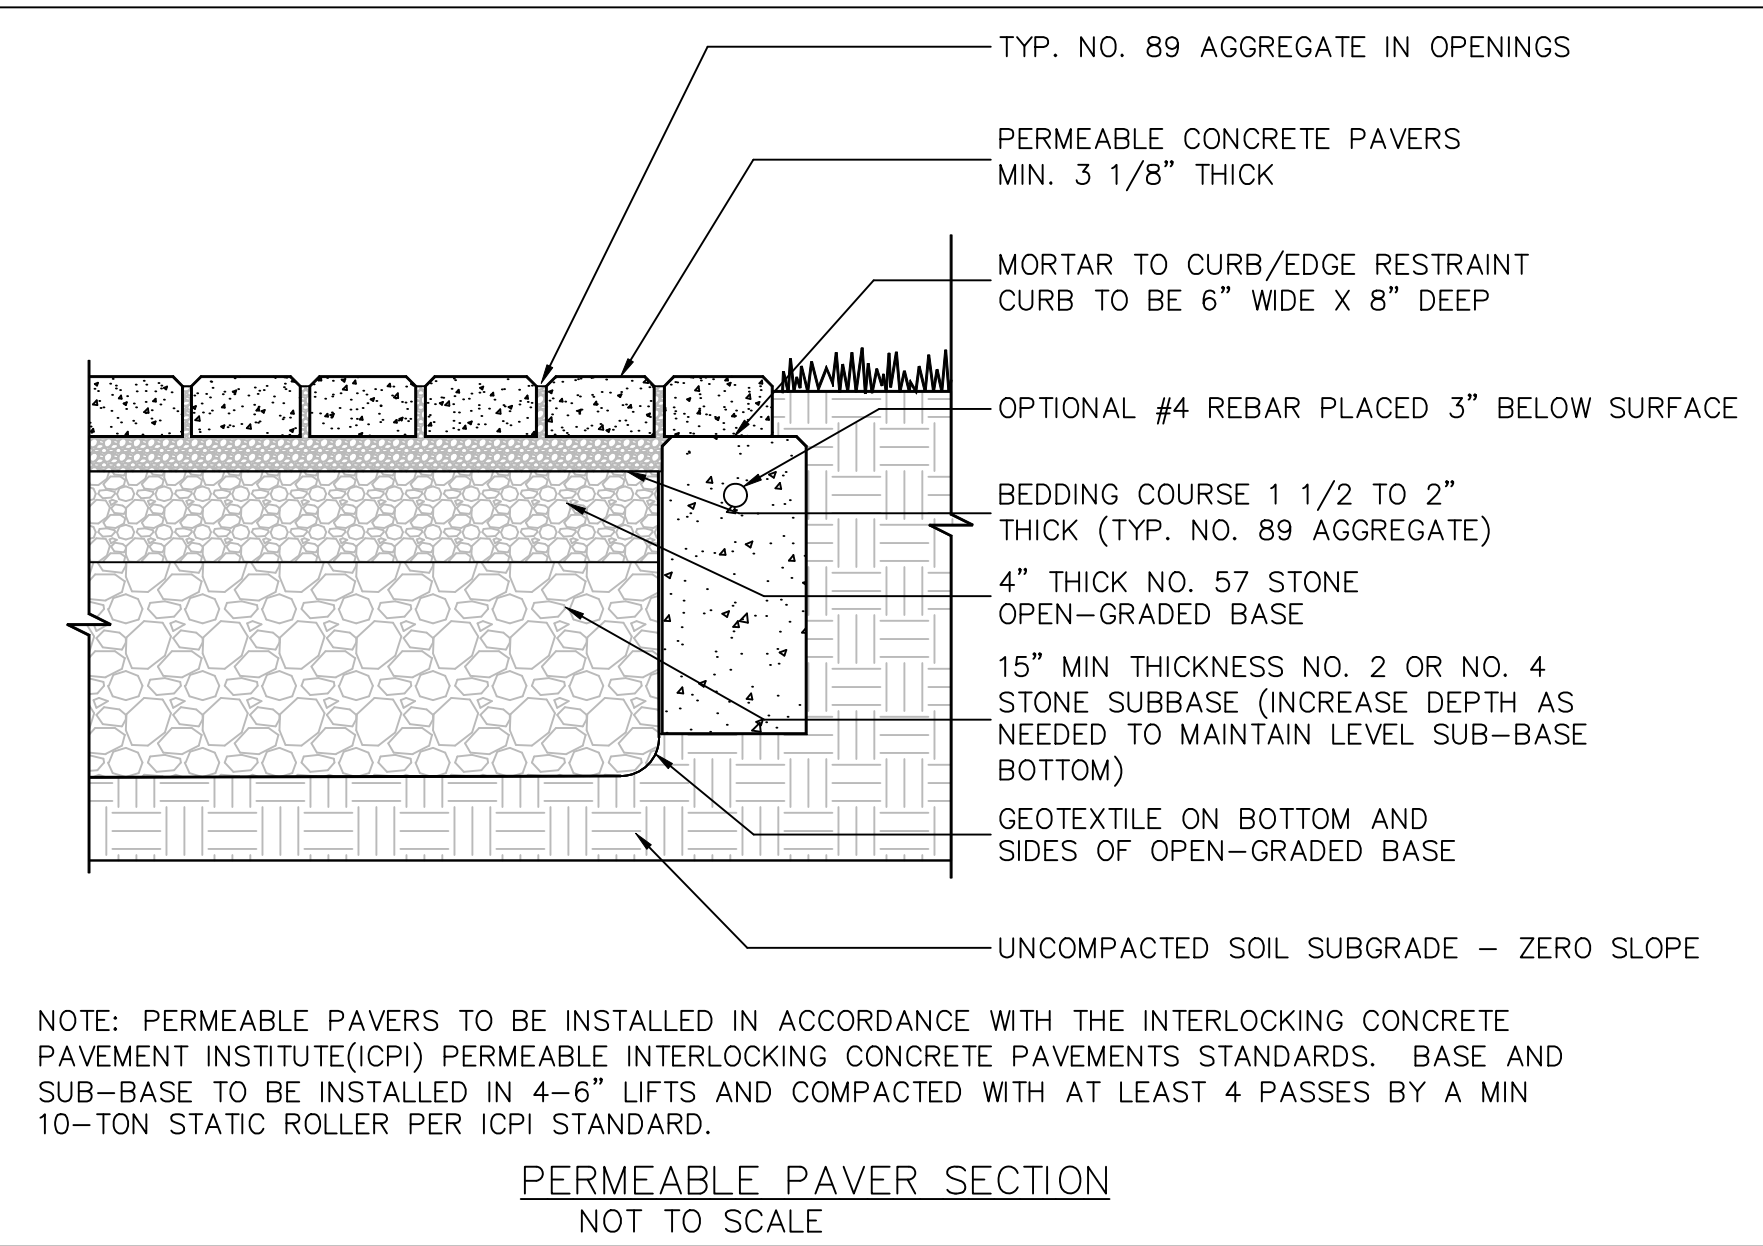 TYP. NO. 89 AGGREGATE IN OPENINGS
PERMEABLE CONCRETE PAVERS
MIN. 3 1/8” THICK
MORTAR TO CURB/EDGE RESTRAINT
CURB TO BE 6” WIDE X 8” DEEP
OPTIONAL #4 REBAR PLACED 3” BELOW SURFACE
BEDDING COURSE 1 1/2 TO 2”
THICK (TYP. NO. 89 AGGREGATE)
4” THICK NO. 57 STONE
OPEN–GRADED BASE
15” MIN THICKNESS NO. 2 OR NO. 4
STONE SUBBASE (INCREASE DEPTH AS
NEEDED TO MAINTAIN LEVEL SUB–BASE
BOTTOM)
GEOTEXTILE ON BOTTOM AND
SIDES OF OPEN–GRADED BASE
UNCOMPACTED SOIL SUBGRADE – ZERO SLOPE
NOTE: PERMEABLE PAVERS TO BE INSTALLED IN ACCORDANCE WITH THE INTERLOCKING CONCRETE
PAVEMENT INSTITUTE(ICPI) PERMEABLE INTERLOCKING CONCRETE PAVEMENTS STANDARDS. BASE AND
SUB–BASE TO BE INSTALLED IN 4–6” LIFTS AND COMPACTED WITH AT LEAST 4 PASSES BY A MIN
10–TON STATIC ROLLER PER ICPI STANDARD.
PERMEABLE PAVER SECTION
NOT TO SCALE